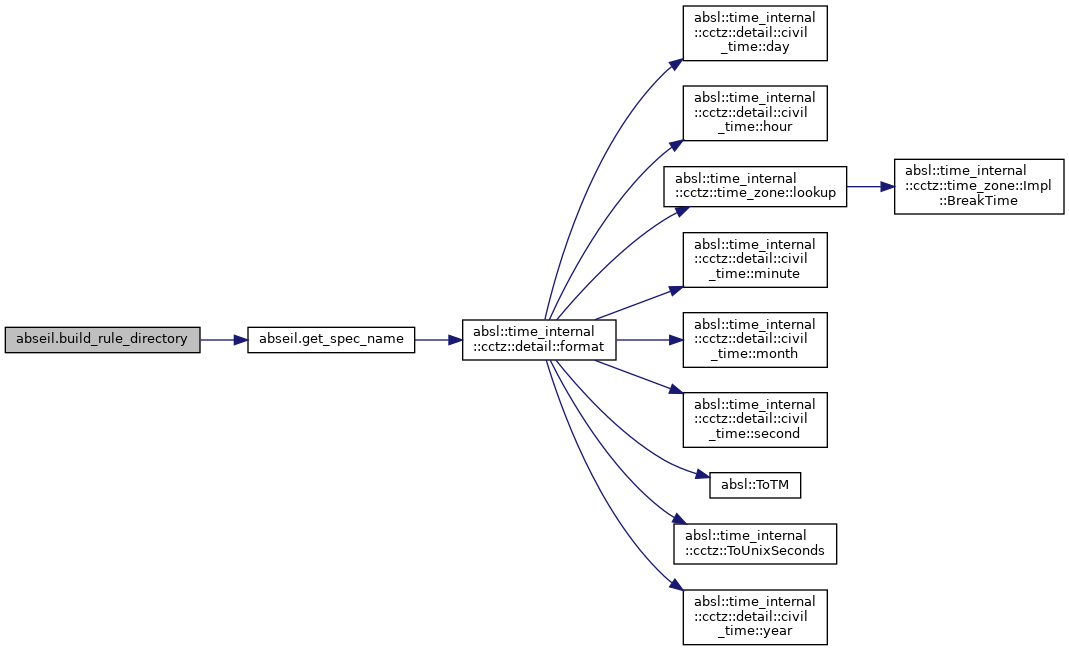 absl::time_internal
::cctz::detail::civil
_time::day
absl::time_internal
::cctz::detail::civil
_time::hour
absl::time_internal
::cctz::time_zone::lookup
absl::time_internal
::cctz::time_zone::Impl
::BreakTime
absl::time_internal
::cctz::detail::civil
_time::minute
abseil.build_rule_directory
abseil.get_spec_name
absl::time_internal
::cctz::detail::format
absl::time_internal
::cctz::detail::civil
_time::month
absl::time_internal
::cctz::detail::civil
_time::second
absl::ToTM
absl::time_internal
::cctz::ToUnixSeconds
absl::time_internal
::cctz::detail::civil
_time::year